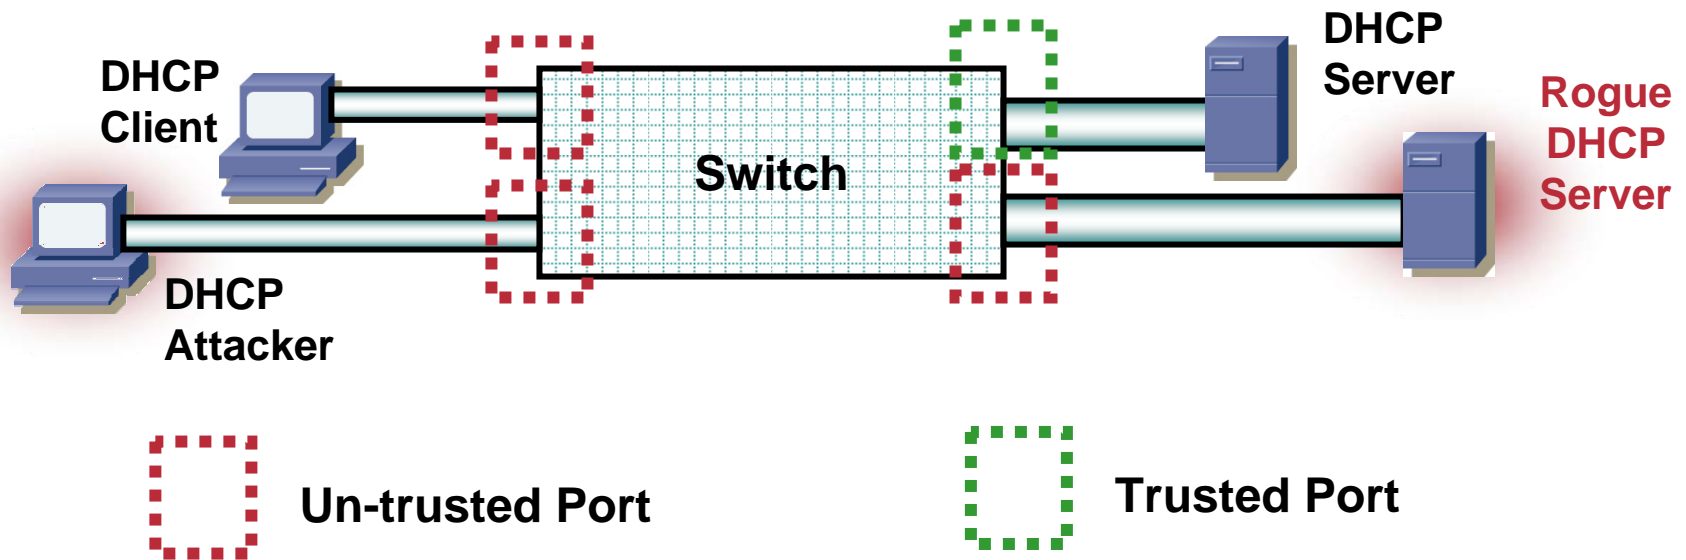 DHCP
Client
DHCP
Attacker
Switch
DHCP
Server
Rogue
DHCP
Server
Un-trusted Port
Trusted Port